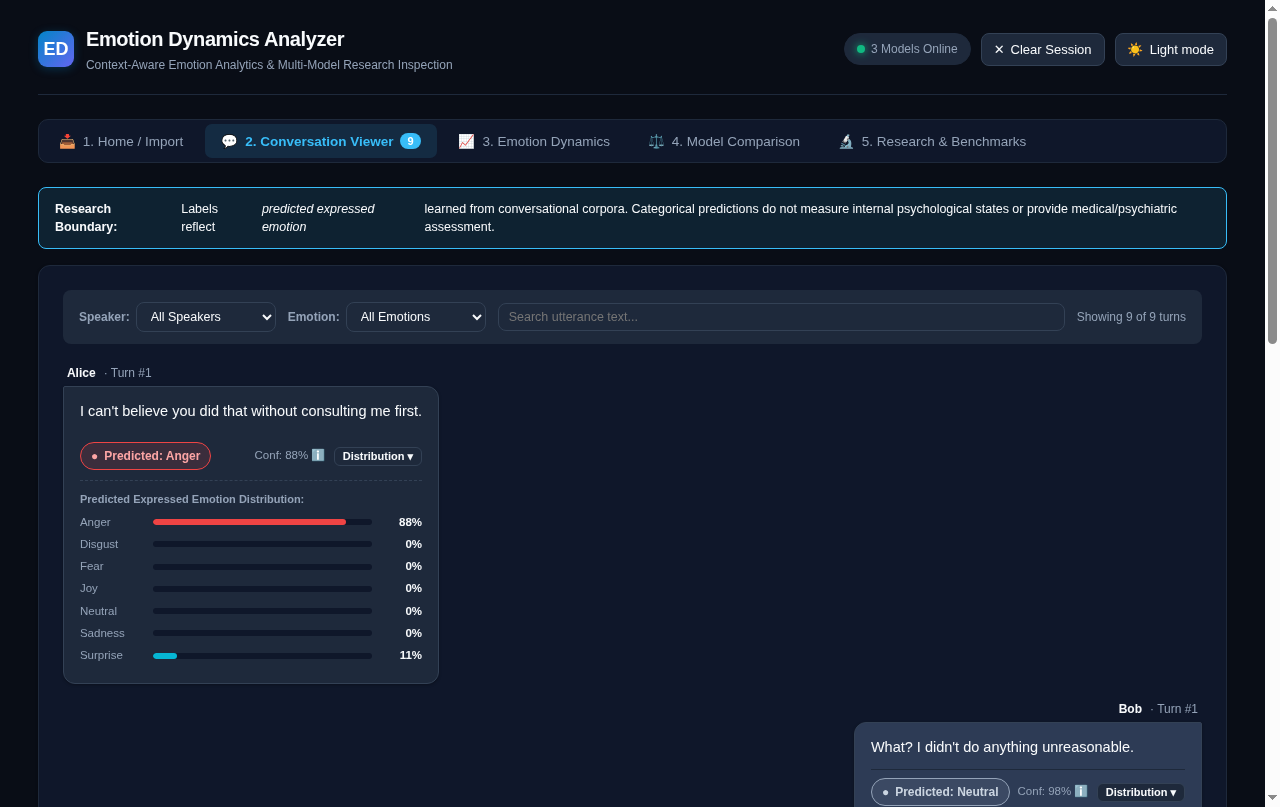 ED
Emotion Dynamics Analyzer
Context-Aware Emotion Analytics & Multi-Model Research Inspection
3 Models Online
✕ Clear Session
☀️ Light mode
📥 1. Home / Import
💬 2. Conversation Viewer 9
📈 3. Emotion Dynamics
⚖️ 4. Model Comparison
🔬 5. Research & Benchmarks
Research Boundary:
Labels reflect
predicted expressed emotion
learned from conversational corpora. Categorical predictions do not measure internal psychological states or provide medical/psychiatric assessment.
Speaker: All Speakers
Emotion: All Emotions
Search utterance text...
Showing 9 of 9 turns
Alice · Turn #1
I can't believe you did that without consulting me first.
● Predicted: Anger
Conf: 88% ℹ️
Distribution ▾
Predicted Expressed Emotion Distribution:
Anger 88%
Disgust 0%
Fear 0%
Joy 0%
Neutral 0%
Sadness 0%
Surprise 11%
Bob · Turn #1
What? I didn't do anything unreasonable.
● Predicted: Neutral
Conf: 98% ℹ️
Distribution ▾